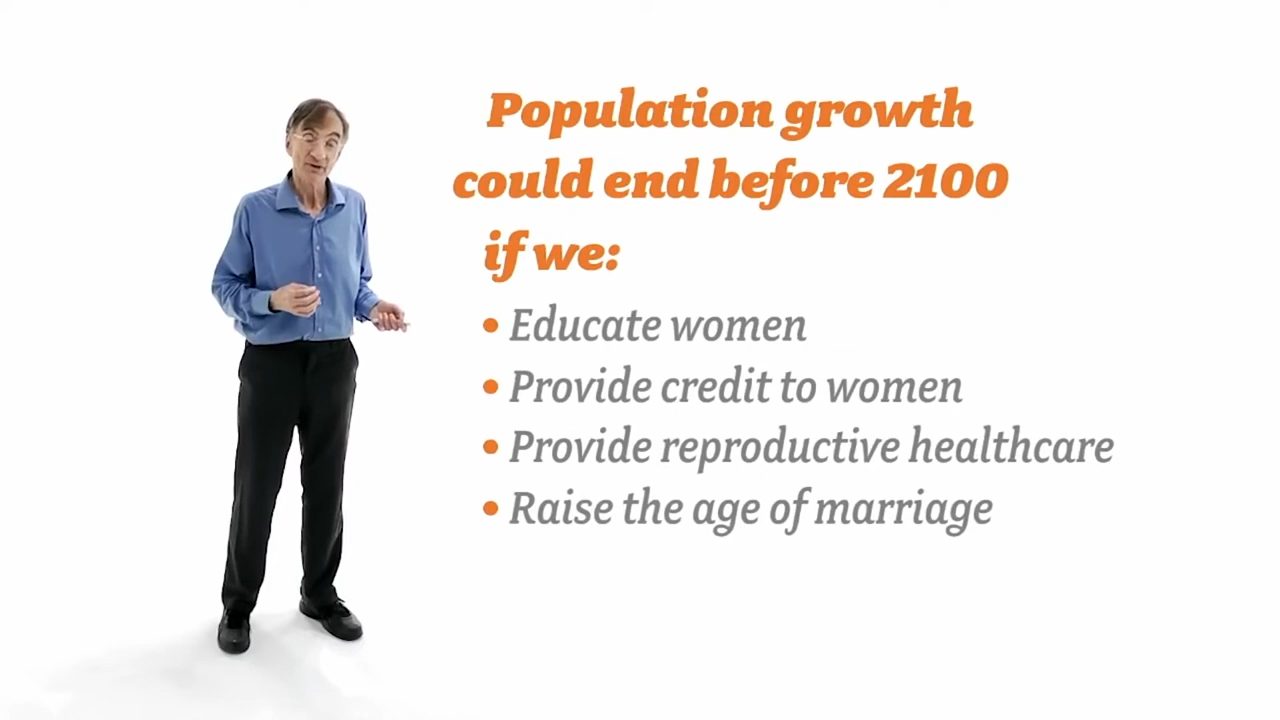 Population growth
could end before 2100
if we:
• Educate women
• Provide credit to women
• Provide reproductive healthcare
• Raise the age of marriage